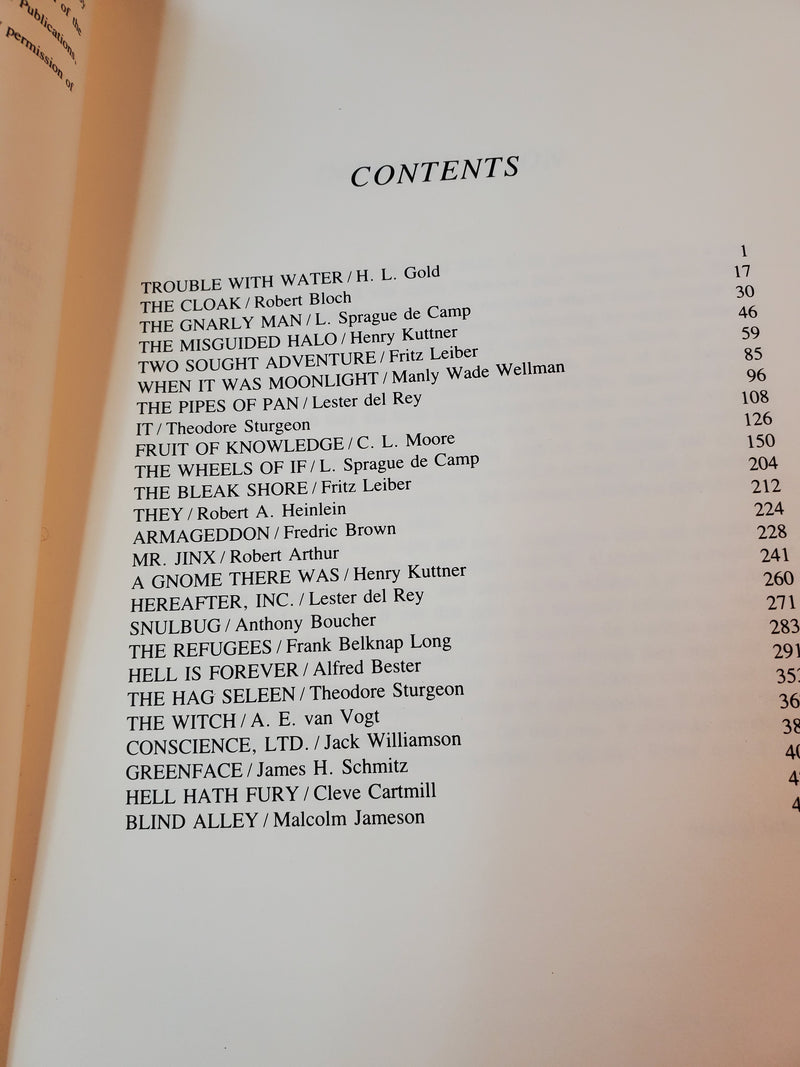 of the
Publications,
permission of
CONTENTS
TROUBLE WITH WATER / H. L. Gold 1
THE CLOAK / Robert Bloch 17
THE GNARLY MAN / L. Sprague de Camp 30
THE MISGUIDED HALO / Henry Kuttner 46
TWO SOUGHT ADVENTURE / Fritz Leiber 59
WHEN IT WAS MOONLIGHT / Manly Wade Wellman 85
THE PIPES OF PAN / Lester del Rey 96
IT / Theodore Sturgeon 108
FRUIT OF KNOWLEDGE / C. L. Moore 126
THE WHEELS OF IF / L. Sprague de Camp 150
THE BLEAK SHORE / Fritz Leiber 204
THEY / Robert A. Heinlein 212
ARMAGEDDON / Fredric Brown 224
MR. JINX / Robert Arthur 228
A GNOME THERE WAS / Henry Kuttner 241
HEREAFTER, INC. / Lester del Rey 260
SNULBUG / Anthony Boucher 271
THE REFUGEES / Frank Belknap Long 283
HELL IS FOREVER / Alfred Bester 291
THE HAG SELEEN / Theodore Sturgeon
THE WITCH / A. E. van Vogt
CONSCIENCE, LTD. / Jack Williamson
GREENFACE / James H. Schmitz
HELL HATH FURY / Cleve Cartmill
BLIND ALLEY / Malcolm Jameson